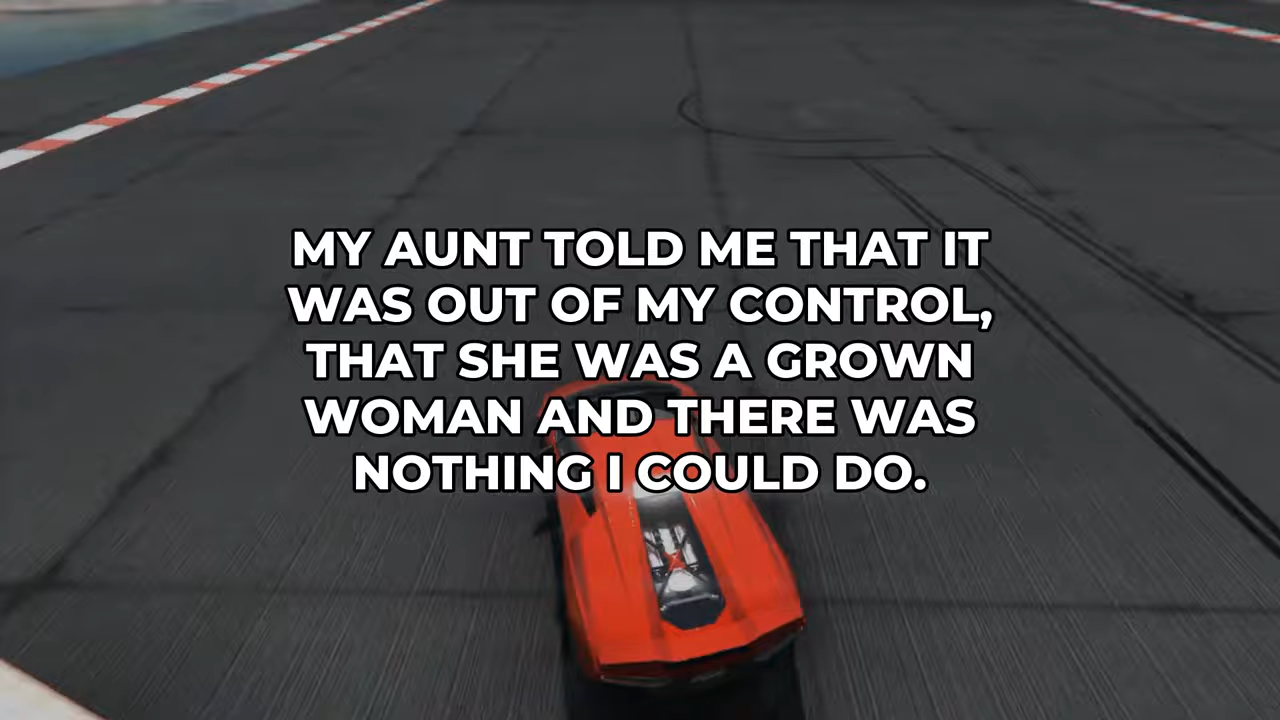 MY AUNT TOLD ME THAT IT
WAS OUT OF MY CONTROL,
THAT SHE WAS A GROWN
WOMAN AND THERE WAS
NOTHING I COULD DO.